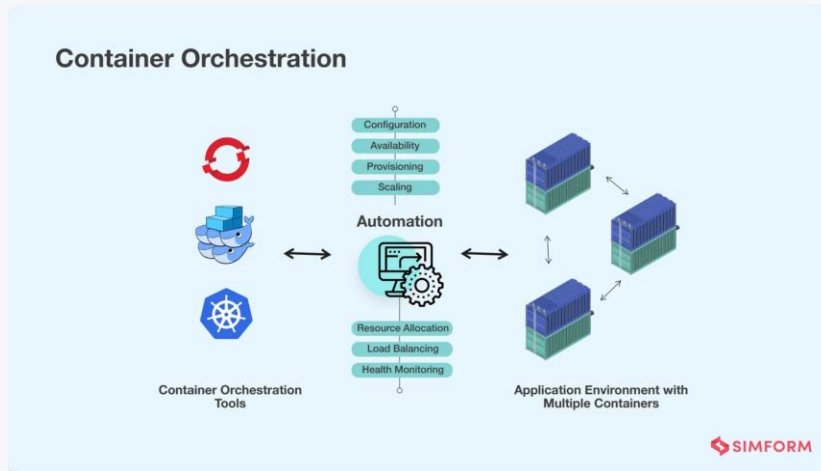 Container Orchestration
Configuration
Availability
Provisioning
Scaling
Automation
Resource Allocation
Load Balancing
Health Monitoring
Container Orchestration
Tools
Application Environment with
Multiple Containers
SIMFORM